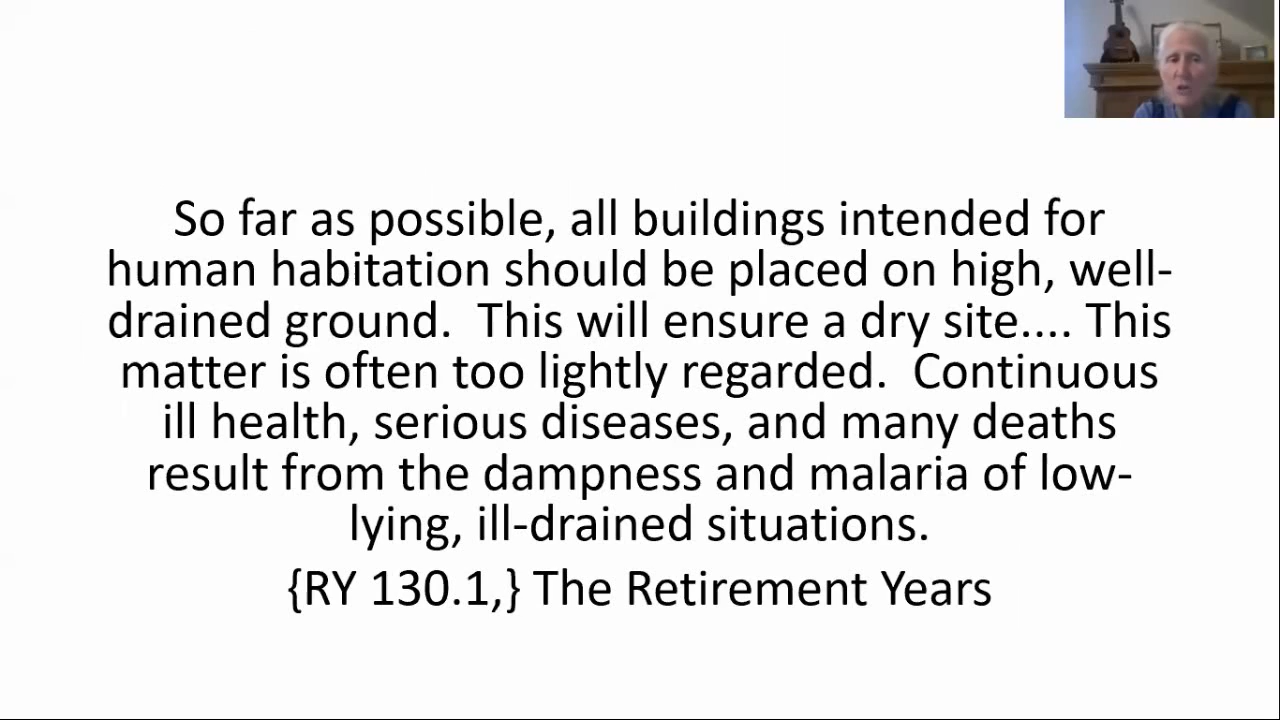 So far as possible, all buildings intended for
human habitation should be placed on high, well-
drained ground.  This will ensure a dry site.... This
matter is often too lightly regarded.  Continuous
ill health, serious diseases, and many deaths
result from the dampness and malaria of low-
lying, ill-drained situations.
{RY 130.1,} The Retirement Years